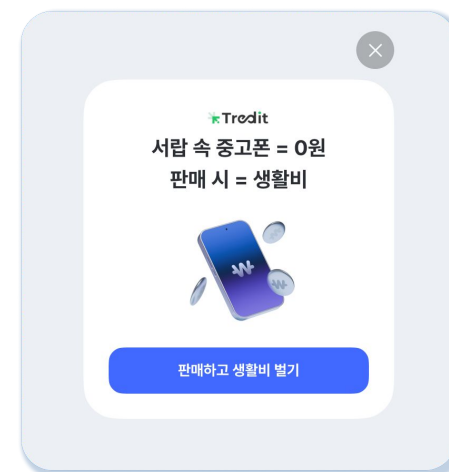 Tredit
서랍 속 중고폰 = 0원
판매 시 = 생활비
판매하고 생활비 벌기